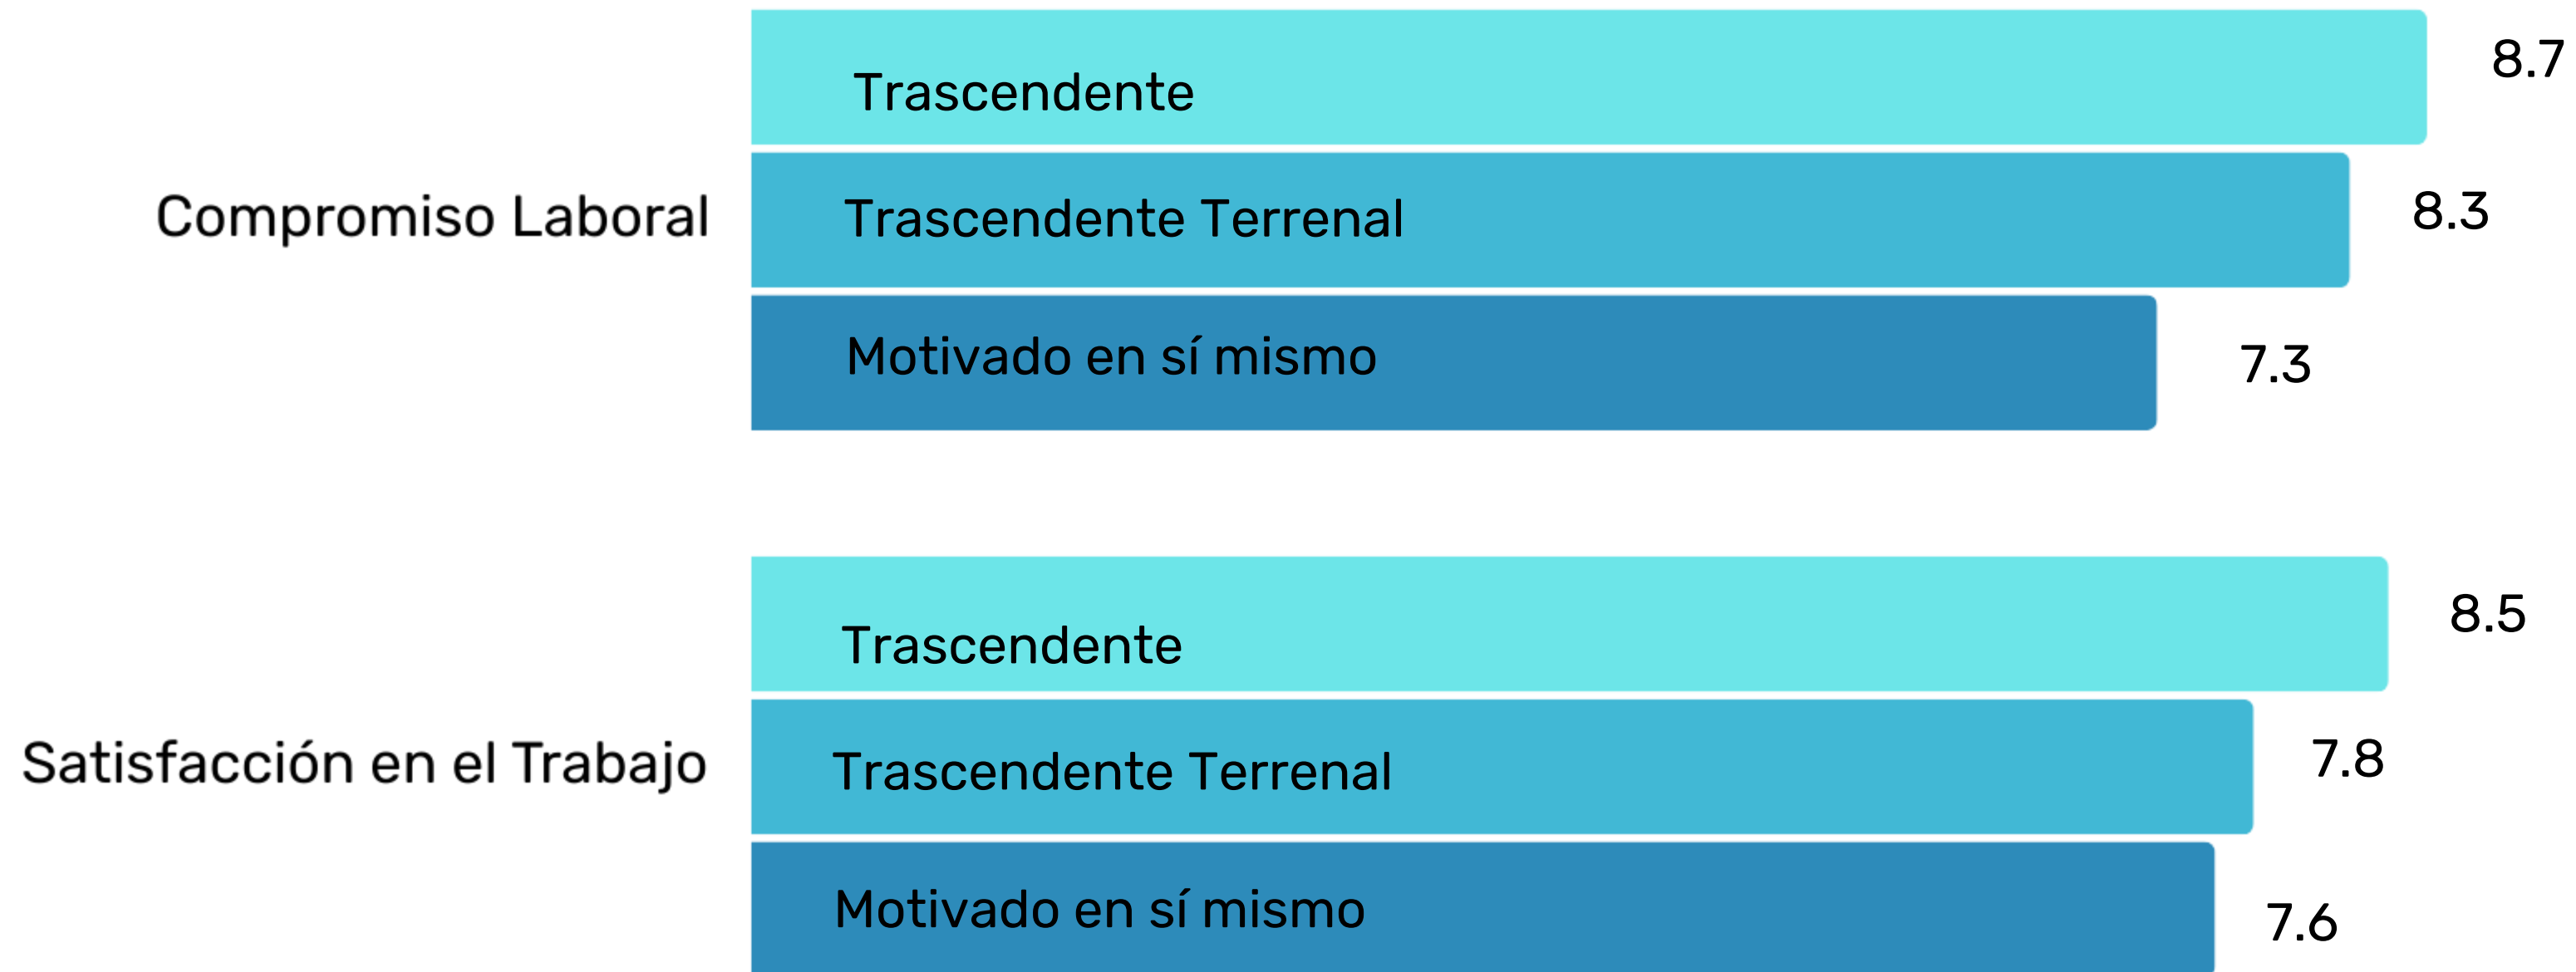 Compromiso Laboral
Trascendente
8.7
Trascendente Terrenal
8.3
Motivado en sí mismo
7.3
Satisfacción en el Trabajo
Trascendente
8.5
Trascendente Terrenal
7.8
Motivado en sí mismo
7.6